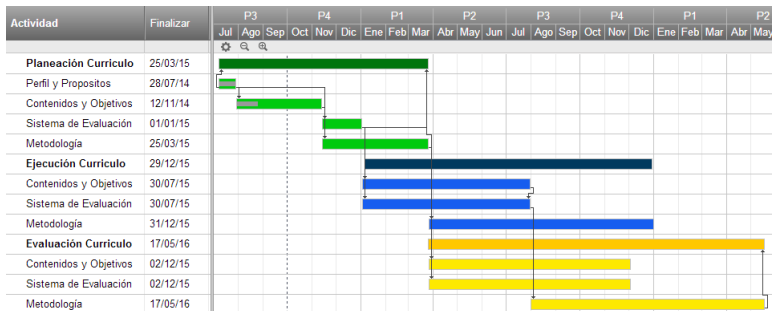 Actividad Finalizar P3 P4 P1 P2 P3 P4 P1 P2
Jul Ago Sep Oct Nov Dic Ene Feb Mar Abr May Jun Jul Ago Sep Oct Nov Dic Ene Feb Mar Abr May
Planeación Curriculo 25/03/15
Perfil y Propositos 28/07/14
Contenidos y Objetivos 12/11/14
Sistema de Evaluación 01/01/15
Metodología 25/03/15
Ejecución Curriculo 29/12/15
Contenidos y Objetivos 30/07/15
Sistema de Evaluación 30/07/15
Metodología 31/12/15
Evaluación Curriculo 17/05/16
Contenidos y Objetivos 02/12/15
Sistema de Evaluación 02/12/15
Metodología 17/05/16